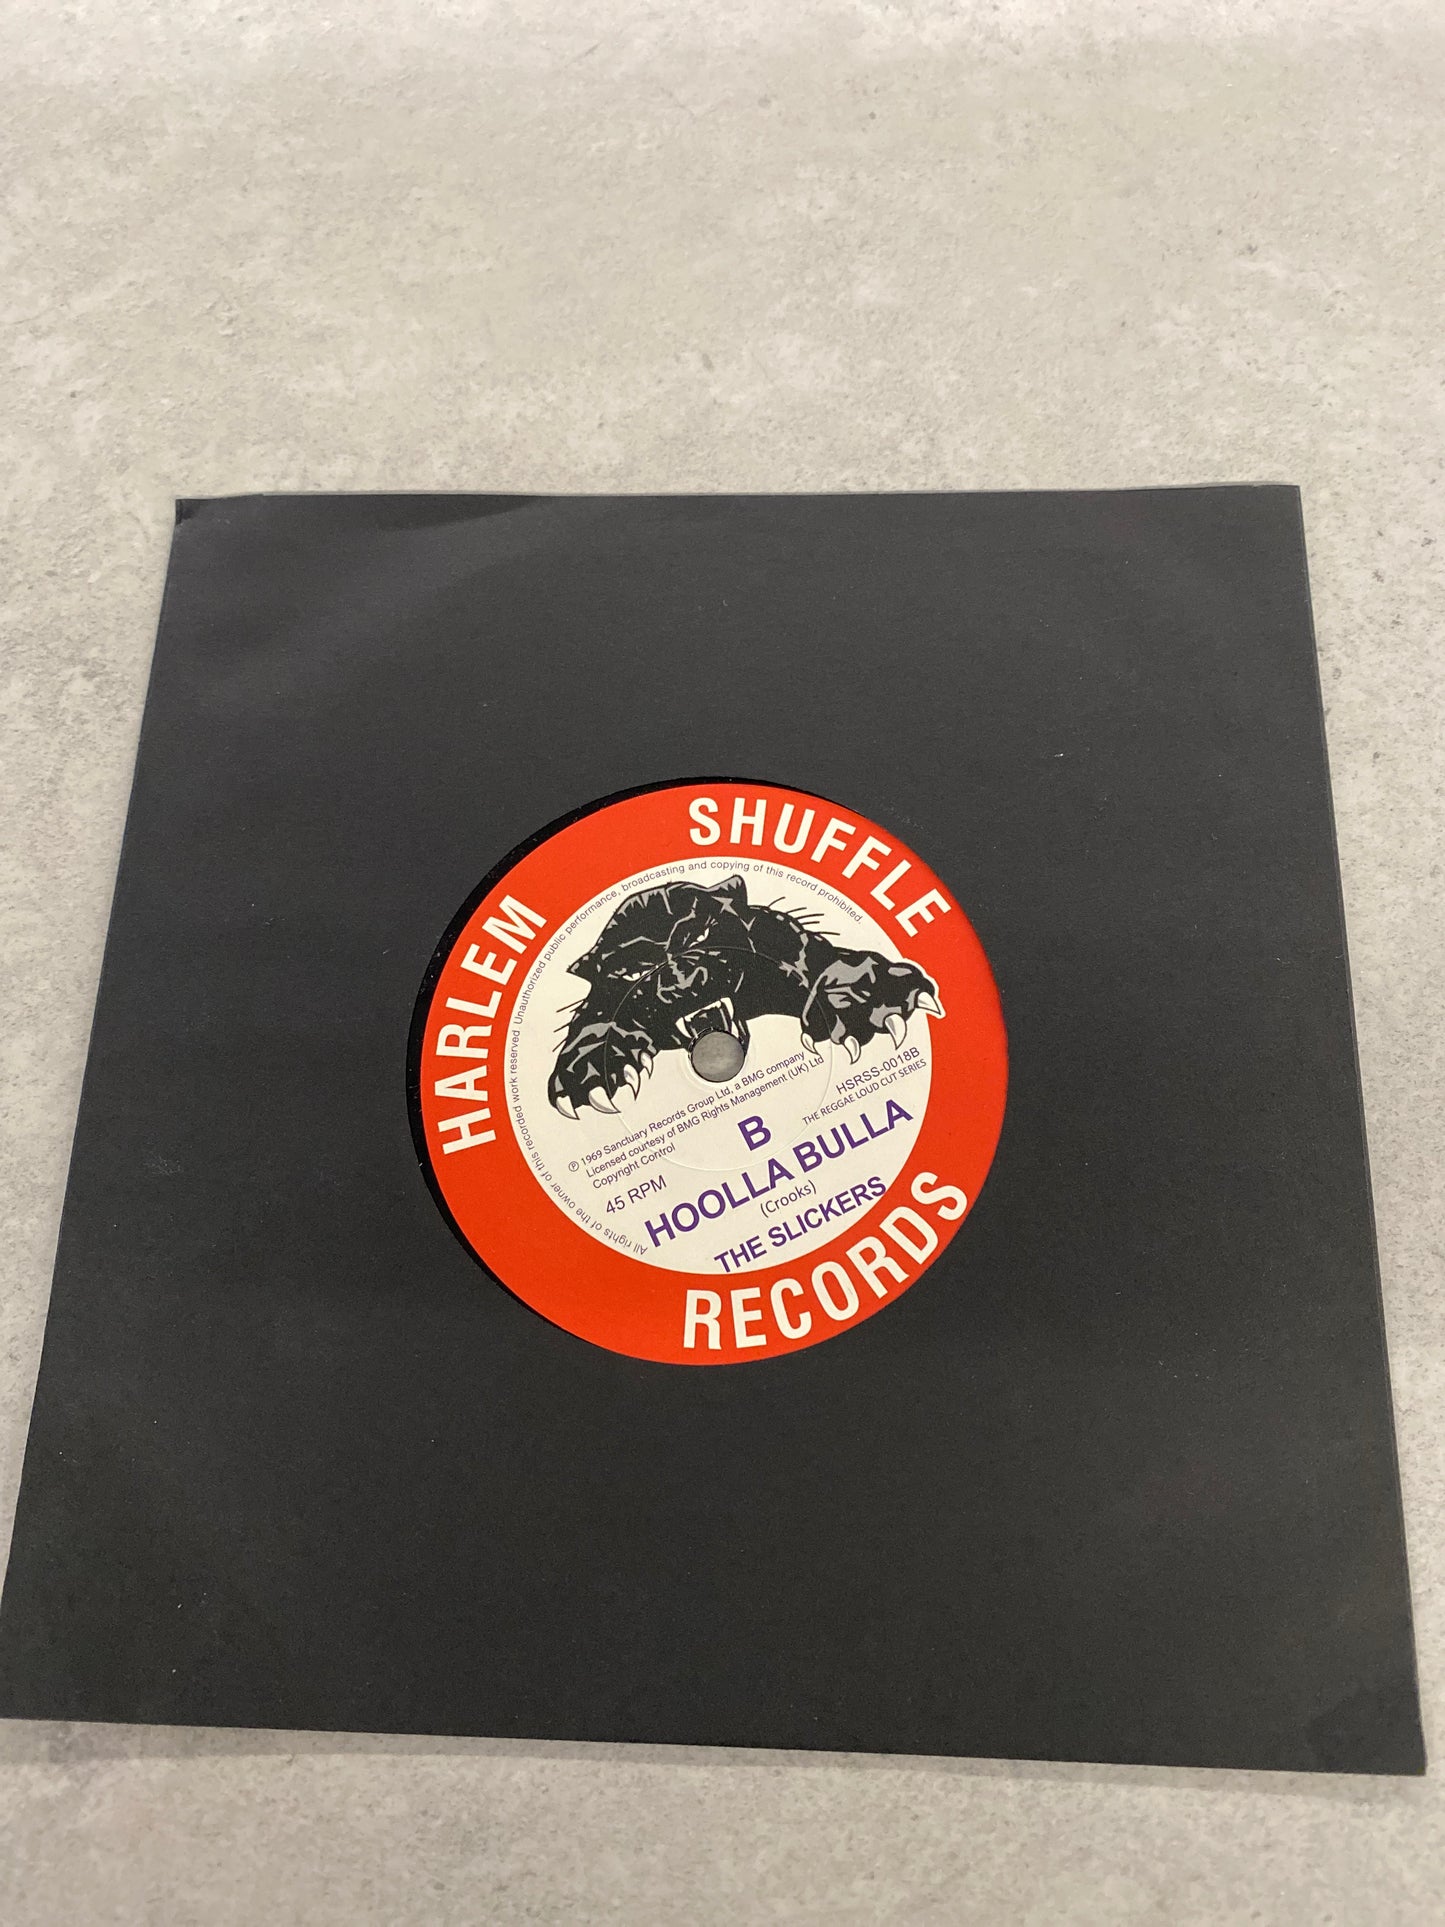 HARLEM SHUFFLE
RECORDS
All rights of the owner of this recorded work reserved Unauthorized public performance, broadcasting and copying of this record prohibited.
℗ 1969 Sanctuary Records Group Ltd, a BMG company
Licensed courtesy of BMG Rights Management (UK) Ltd
Copyright Control
HSRSS-0018B
THE REGGAE LOUD CUT SERIES
45 RPM
B
HOOLLA BULLA
(Crooks)
THE SLICKERS